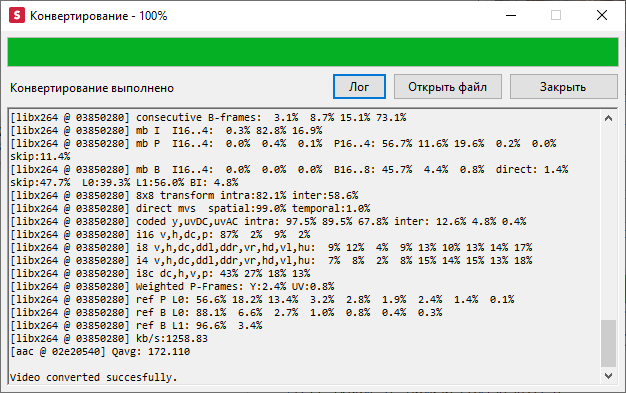 S Конвертирование - 100%
Конвертирование выполнено
Лог
Открыть файл
Закрыть
[libx264 @ 03850280] consecutive B-frames:  3.1%  8.7% 15.1% 73.1%
[libx264 @ 03850280] mb I  I16..4:  0.3% 82.8% 16.9%
[libx264 @ 03850280] mb P  I16..4:  0.0%  0.4%  0.1%  P16..4: 56.7% 11.6% 19.6%  0.2%  0.0%
skip:11.4%
[libx264 @ 03850280] mb B  I16..4:  0.0%  0.0%  0.0%  B16..8: 45.7%  4.4%  0.8%  direct: 1.4%
skip:47.7%  L0:39.3% L1:56.0% BI: 4.8%
[libx264 @ 03850280] 8x8 transform intra:82.1% inter:58.6%
[libx264 @ 03850280] direct mvs  spatial:99.0% temporal:1.0%
[libx264 @ 03850280] coded y,uvDC,uvAC intra: 97.5% 89.5% 67.8% inter: 12.6% 4.8% 0.4%
[libx264 @ 03850280] i16 v,h,dc,p: 87%  2%  9%  2%
[libx264 @ 03850280] i8 v,h,dc,ddl,ddr,vr,hd,vl,hu:  9% 12%  4%  9% 13% 10% 13% 14% 17%
[libx264 @ 03850280] i4 v,h,dc,ddl,ddr,vr,hd,vl,hu:  7%  8%  2%  8% 15% 14% 15% 13% 18%
[libx264 @ 03850280] i8c dc,h,v,p: 43% 27% 18% 13%
[libx264 @ 03850280] Weighted P-Frames: Y:2.4% UV:0.8%
[libx264 @ 03850280] ref P L0: 56.6% 18.2% 13.4%  3.2%  2.8%  1.9%  2.4%  1.4%  0.1%
[libx264 @ 03850280] ref B L0: 88.1%  6.6%  2.7%  1.0%  0.8%  0.4%  0.3%
[libx264 @ 03850280] ref B L1: 96.6%  3.4%
[libx264 @ 03850280] kb/s:1258.83
[aac @ 02e20540] Qavg: 172.110
Video converted succesfully.